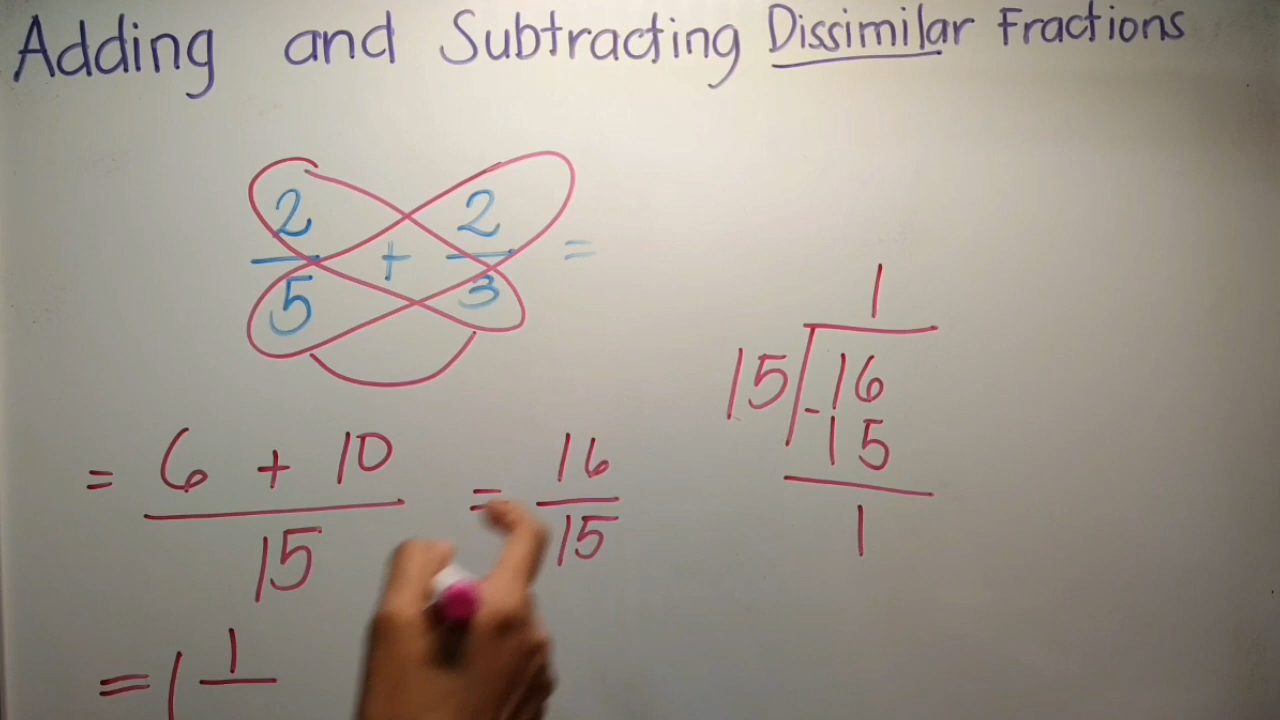 Adding and Subtracting Dissimilar Fractions
2/5 + 2/3 =
= 6 + 10 / 15 = 16/15
= 1 1/
1
15 16
- 15
1